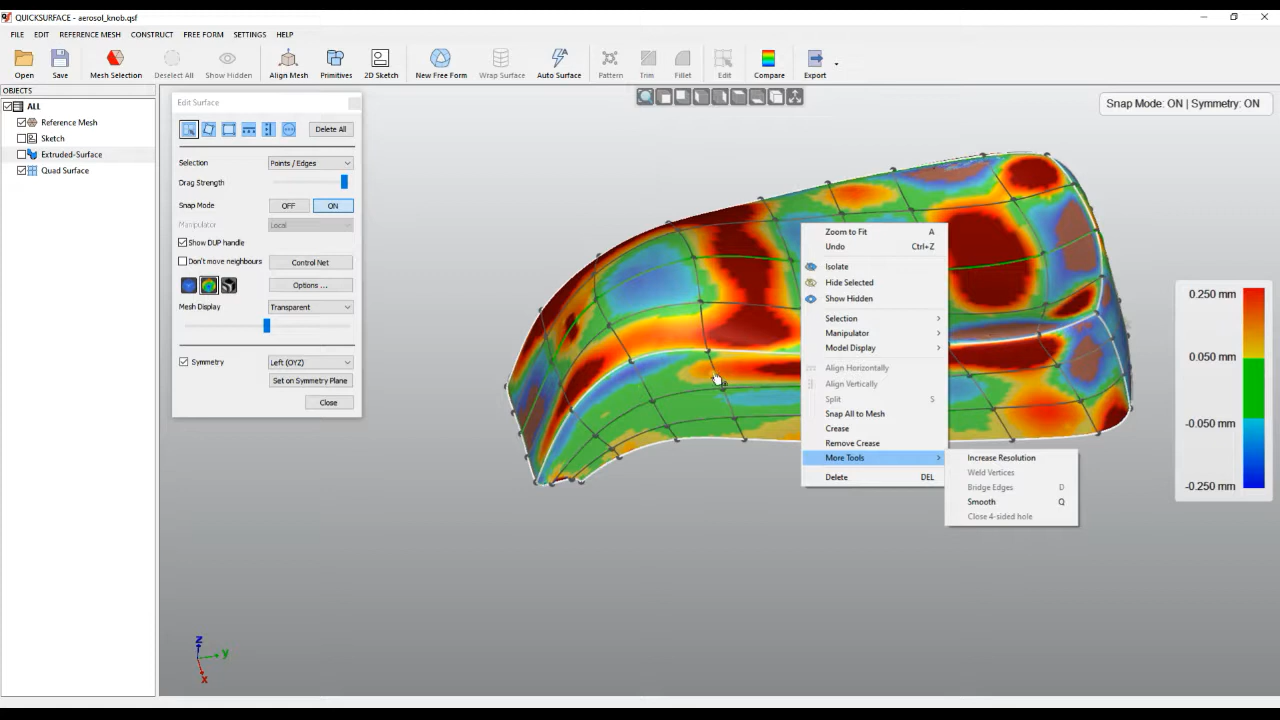 QUICKSURFACE - aerosol_knob.qsf
FILE EDIT REFERENCE MESH CONSTRUCT FREE FORM SETTINGS HELP
Open Save Mesh Selection Deselect All Show Hidden Align Mesh Primitives 2D Sketch New Free Form Wrap Surface Auto Surface Pattern Trim Fillet Edit Compare Export
OBJECTS
ALL
Reference Mesh
Sketch
Extruded-Surface
Quad Surface
Edit Surface
Delete All
Selection Points / Edges
Drag Strength
Snap Mode OFF ON
Manipulator Local
Show DUP handle
Don't move neighbours Control Net
Options ...
Mesh Display Transparent
Symmetry Left (OYZ)
Set on Symmetry Plane
Close
Snap Mode: ON | Symmetry: ON
Zoom to Fit A
Undo Ctrl+Z
Isolate
Hide Selected
Show Hidden
Selection
Manipulator
Model Display
Align Horizontally
Align Vertically
Split S
Snap All to Mesh
Crease
Remove Crease
More Tools
Delete DEL
Increase Resolution
Weld Vertices
Bridge Edges D
Smooth Q
Close 4-sided hole
0.250 mm
0.050 mm
-0.050 mm
-0.250 mm
z
y
x